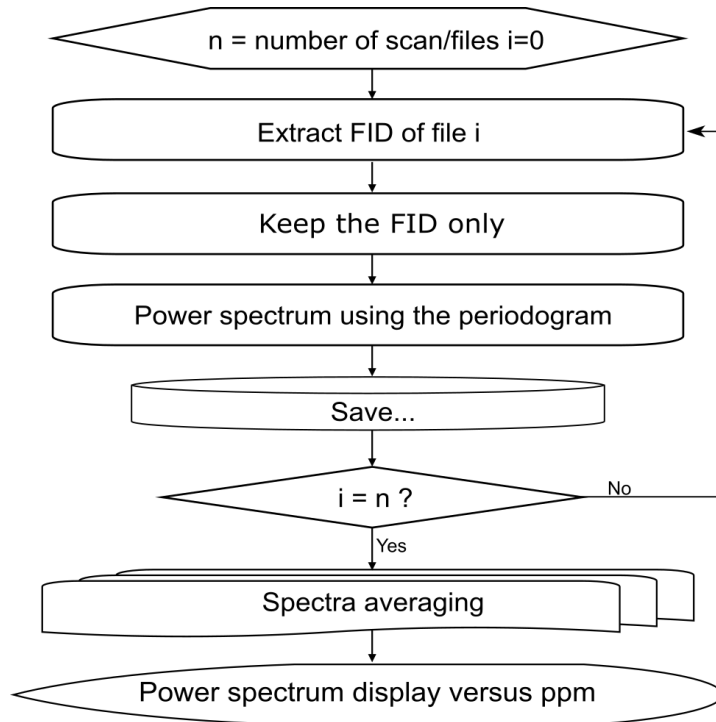 n = number of scan/files i=0
Extract FID of file i
Keep the FID only
Power spectrum using the periodogram
Save...
i = n ?
No
Yes
Spectra averaging
Power spectrum display versus ppm